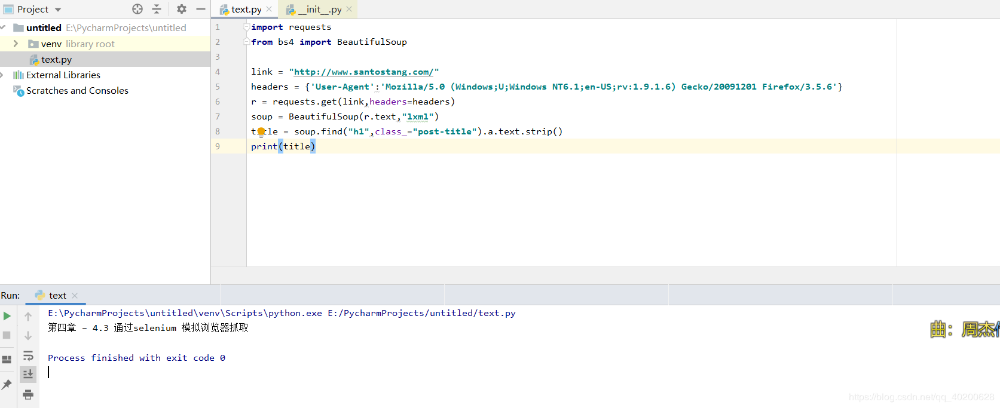 Project
text.py
__init__.py
untitled E:\PycharmProjects\untitled
venv library root
text.py
External Libraries
Scratches and Consoles
1 import requests
2 from bs4 import BeautifulSoup
3
4 link = "http://www.santostang.com/"
5 headers = {'User-Agent':'Mozilla/5.0 (Windows;U;Windows NT6.1;en-US;rv:1.9.1.6) Gecko/20091201 Firefox/3.5.6'}
6 r = requests.get(link,headers=headers)
7 soup = BeautifulSoup(r.text,"lxml")
8 title = soup.find("h1",class_="post-title").a.text.strip()
9 print(title)
Run: text
E:\PycharmProjects\untitled\venv\Scripts\python.exe E:/PycharmProjects/untitled/text.py
第四章 – 4.3 通过selenium 模拟浏览器抓取
曲：周杰
Process finished with exit code 0
https://blog.csdn.net/qq_40200628